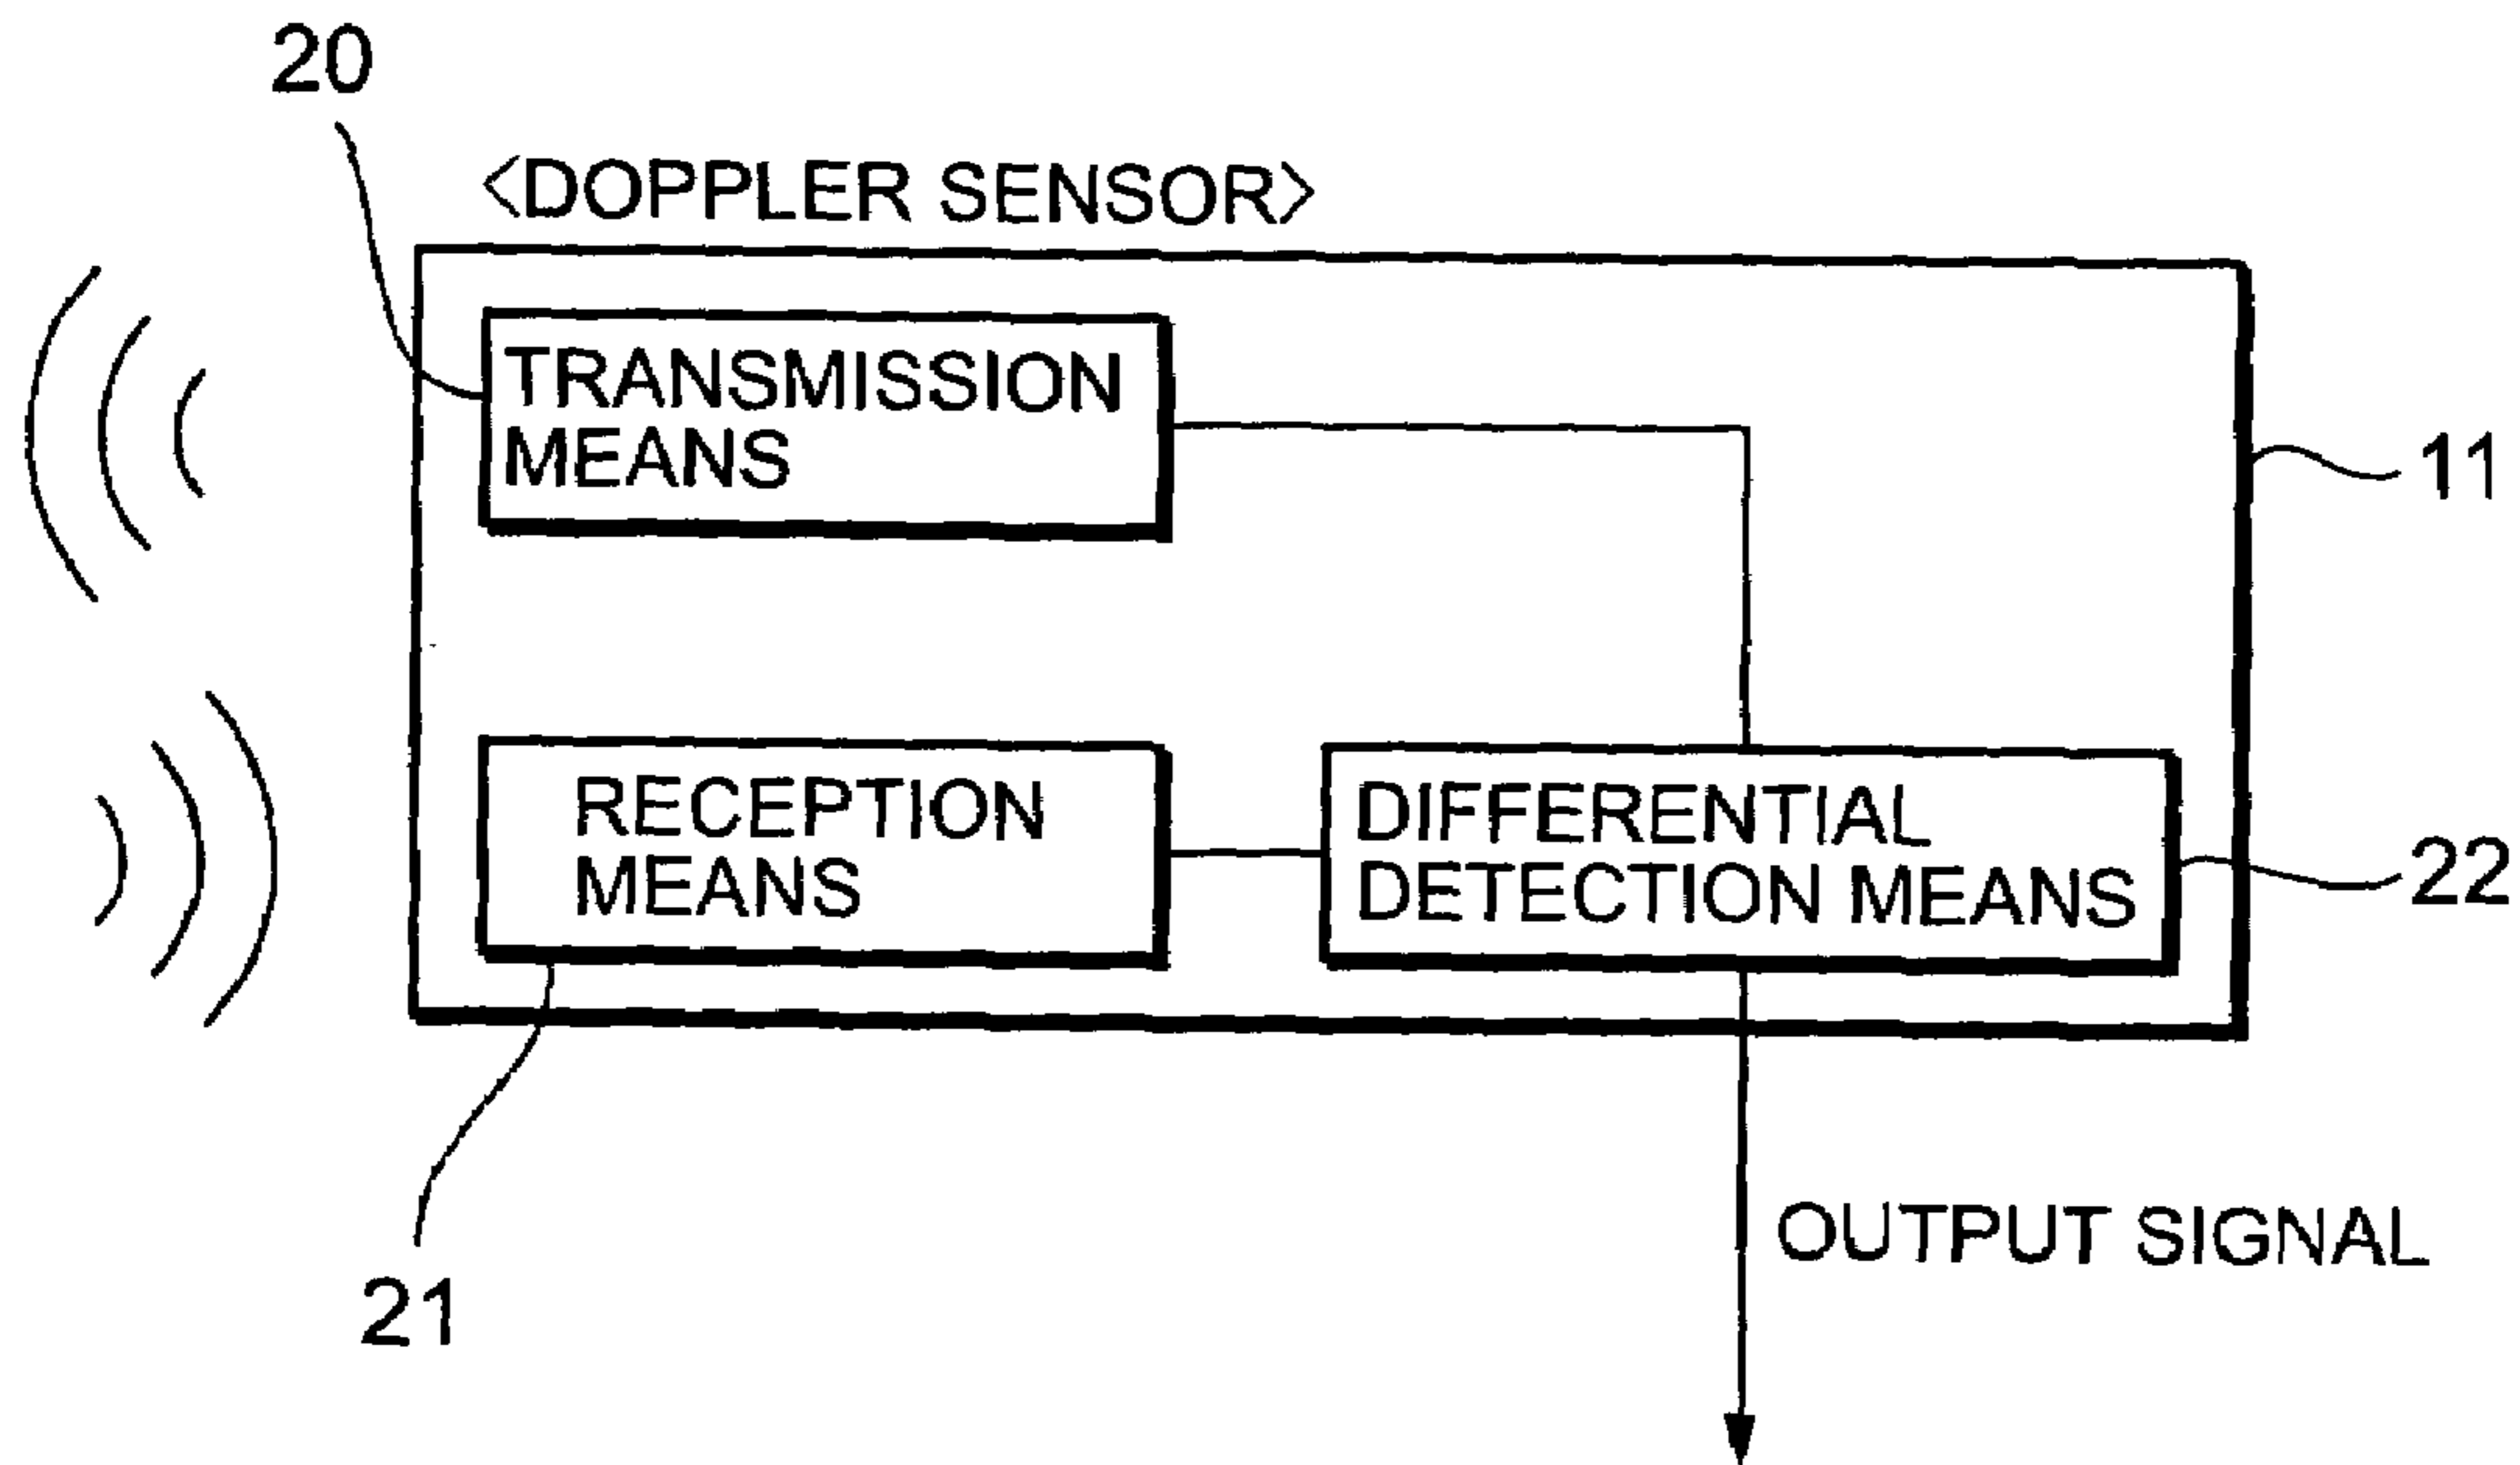 20
<DOPPLER SENSOR>
TRANSMISSION
MEANS
11
RECEPTION
MEANS
DIFFERENTIAL
DETECTION MEANS
22
OUTPUT SIGNAL
21